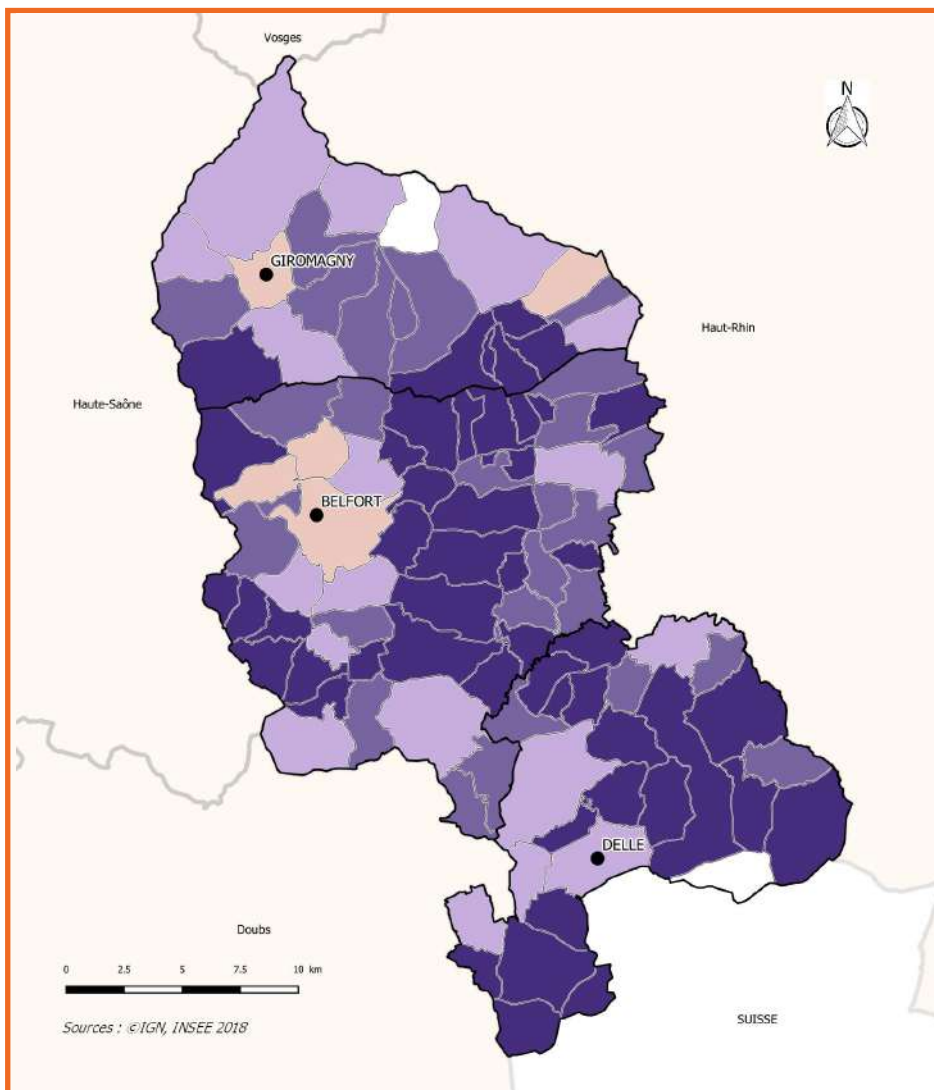 Vosges
N
GIROMAGNY
Haut-Rhin
Haute-Saône
BELFORT
DELLE
Doubs
0 2.5 5 7.5 10 km
Sources : ©IGN, INSEE 2018
SUISSE